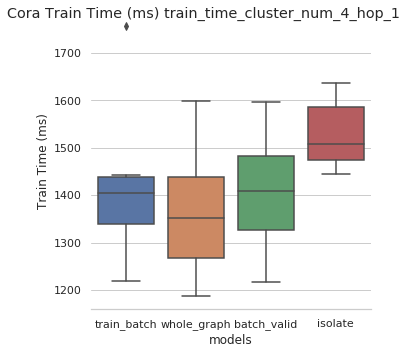 Cora Train Time (ms) train_time_cluster_num_4_hop_1
1700
1600
1500
1400
1300
1200
Train Time (ms)
train_batch whole_graph batch_valid isolate
models